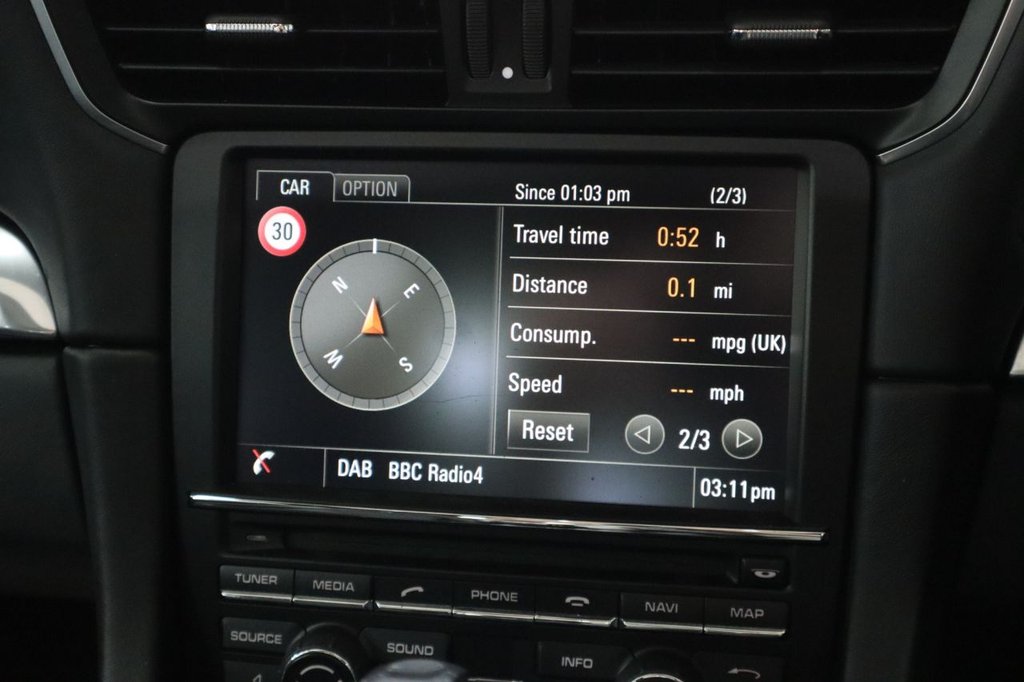 CAR OPTION Since 01:03 pm (2/3)
30
Travel time 0:52 h
N E
Distance 0.1 mi
W S
Consump. --- mpg (UK)
Speed --- mph
Reset 2/3
DAB BBC Radio4 03:11pm
TUNER MEDIA PHONE NAVI MAP
SOURCE SOUND INFO